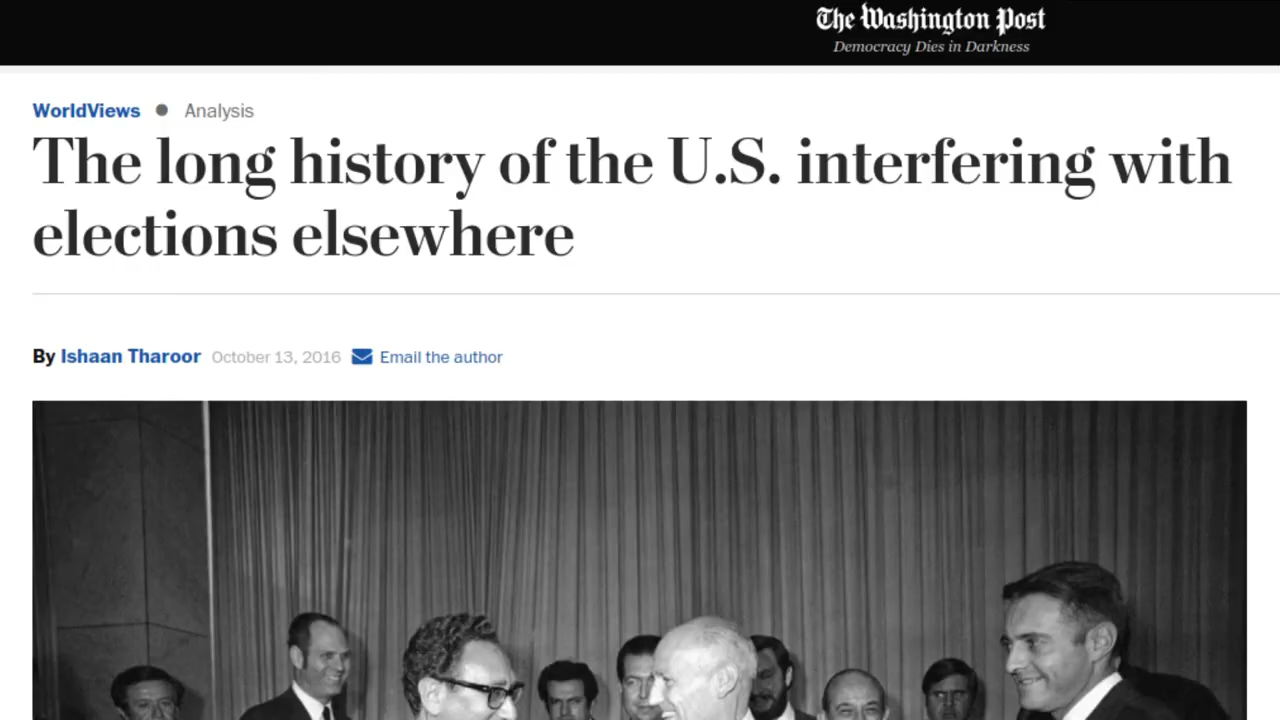 The Washington Post
Democracy Dies in Darkness
WorldViews ● Analysis
The long history of the U.S. interfering with
elections elsewhere
By Ishaan Tharoor October 13, 2016 Email the author